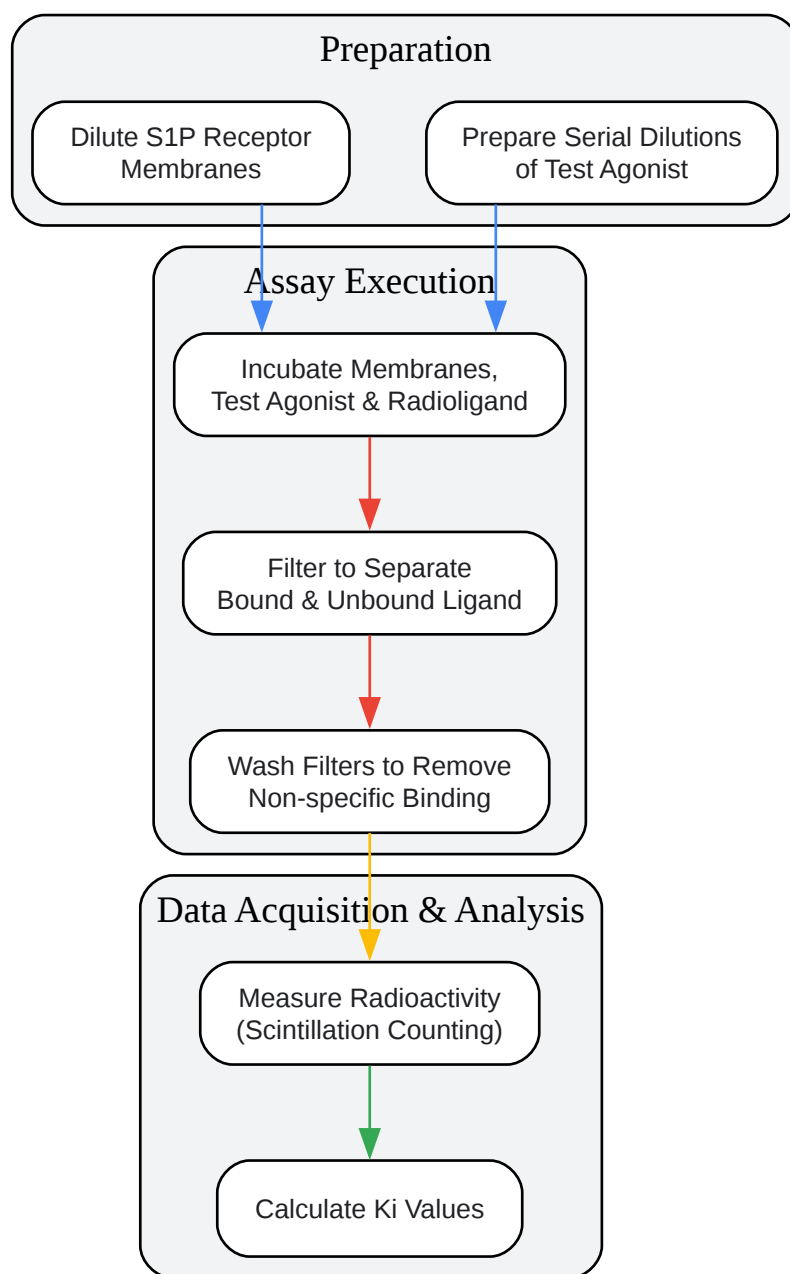 Preparation
Dilute S1P Receptor
Membranes
Prepare Serial Dilutions
of Test Agonist
Assay Execution
Incubate Membranes,
Test Agonist & Radioligand
Filter to Separate
Bound & Unbound Ligand
Wash Filters to Remove
Non-specific Binding
Data Acquisition & Analysis
Measure Radioactivity
(Scintillation Counting)
Calculate Ki Values